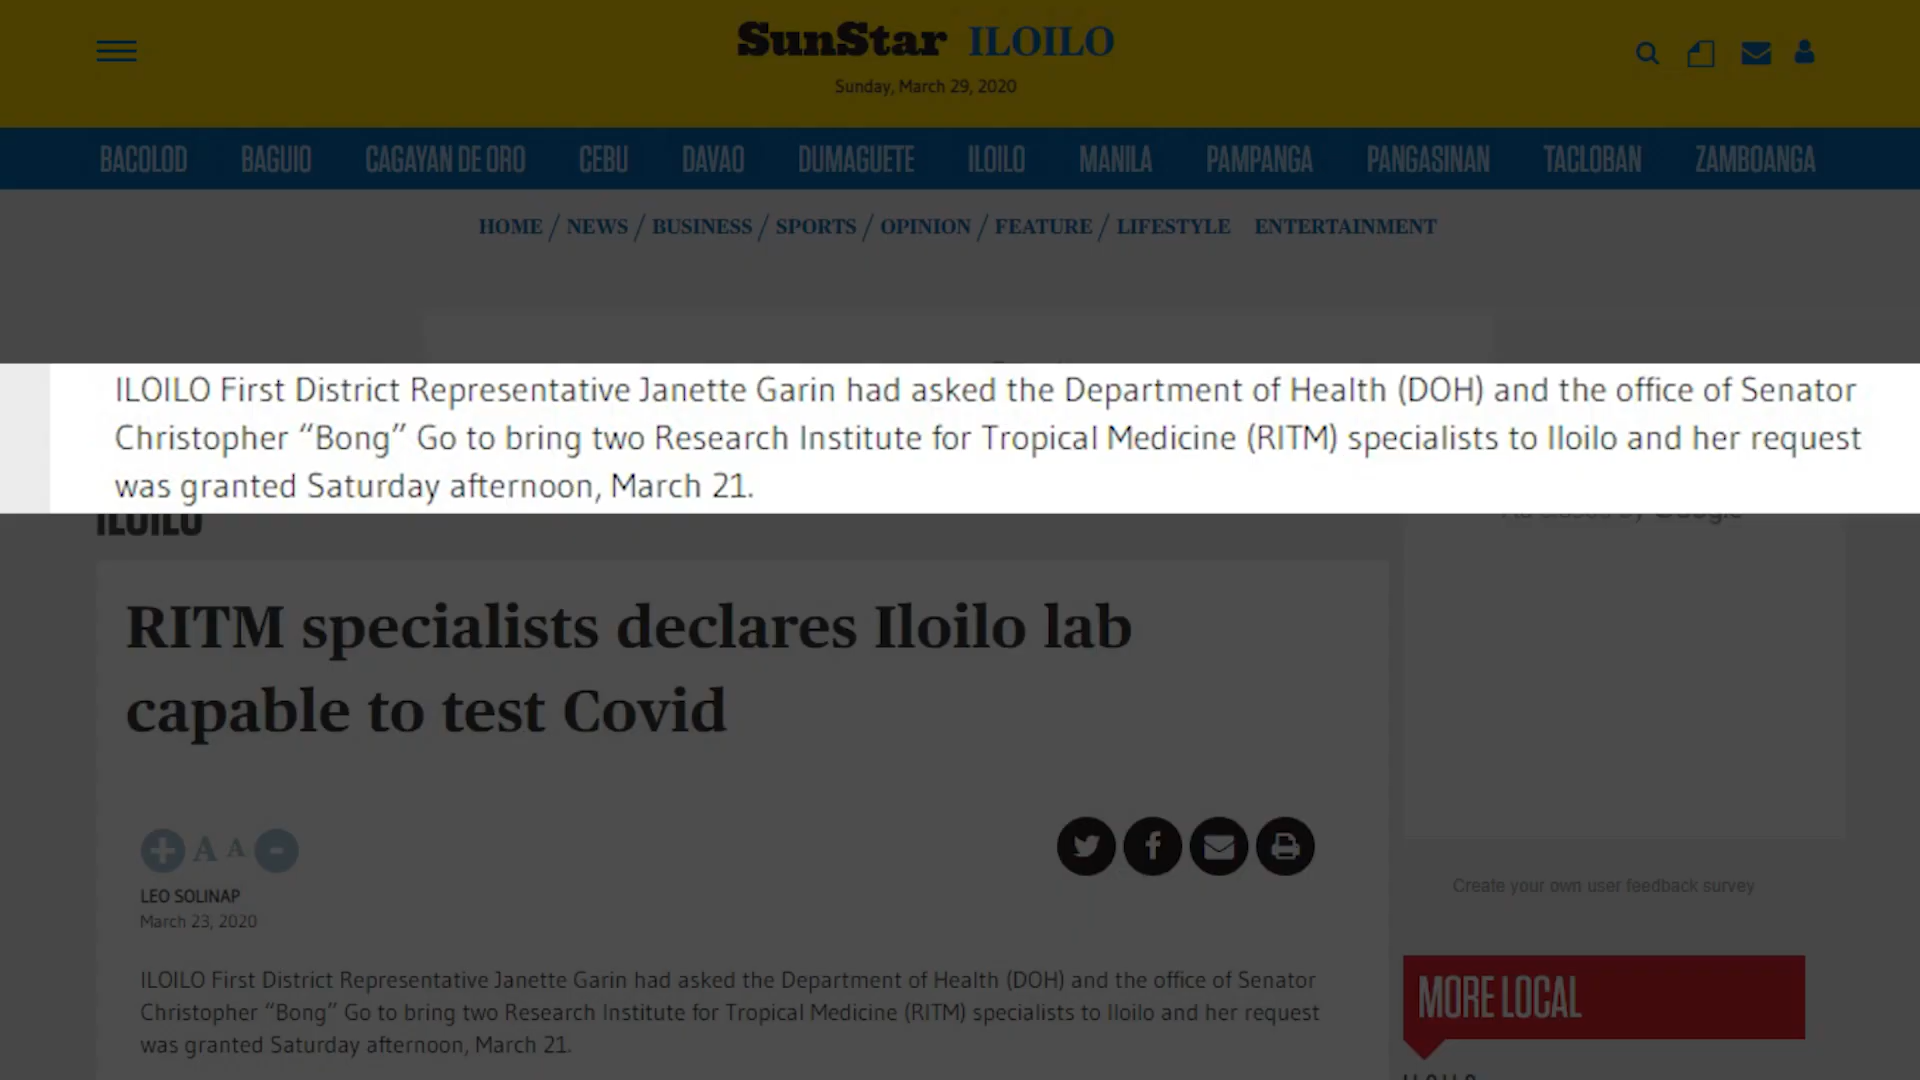 SunStar ILOILO
Sunday, March 29, 2020
BACOLOD BAGUIO CAGAYAN DE ORO CEBU DAVAO DUMAGUETE ILOILO MANILA PAMPANGA PANGASINAN TACLOBAN ZAMBOANGA
HOME / NEWS / BUSINESS / SPORTS / OPINION / FEATURE / LIFESTYLE ENTERTAINMENT
ILOILO First District Representative Janette Garin had asked the Department of Health (DOH) and the office of Senator
Christopher “Bong” Go to bring two Research Institute for Tropical Medicine (RITM) specialists to Iloilo and her request
was granted Saturday afternoon, March 21.
ILOILO
RITM specialists declares Iloilo lab
capable to test Covid
+ A A -
LEO SOLINAP
March 23, 2020
ILOILO First District Representative Janette Garin had asked the Department of Health (DOH) and the office of Senator
Christopher “Bong” Go to bring two Research Institute for Tropical Medicine (RITM) specialists to Iloilo and her request
was granted Saturday afternoon, March 21.
Create your own user feedback survey
MORE LOCAL